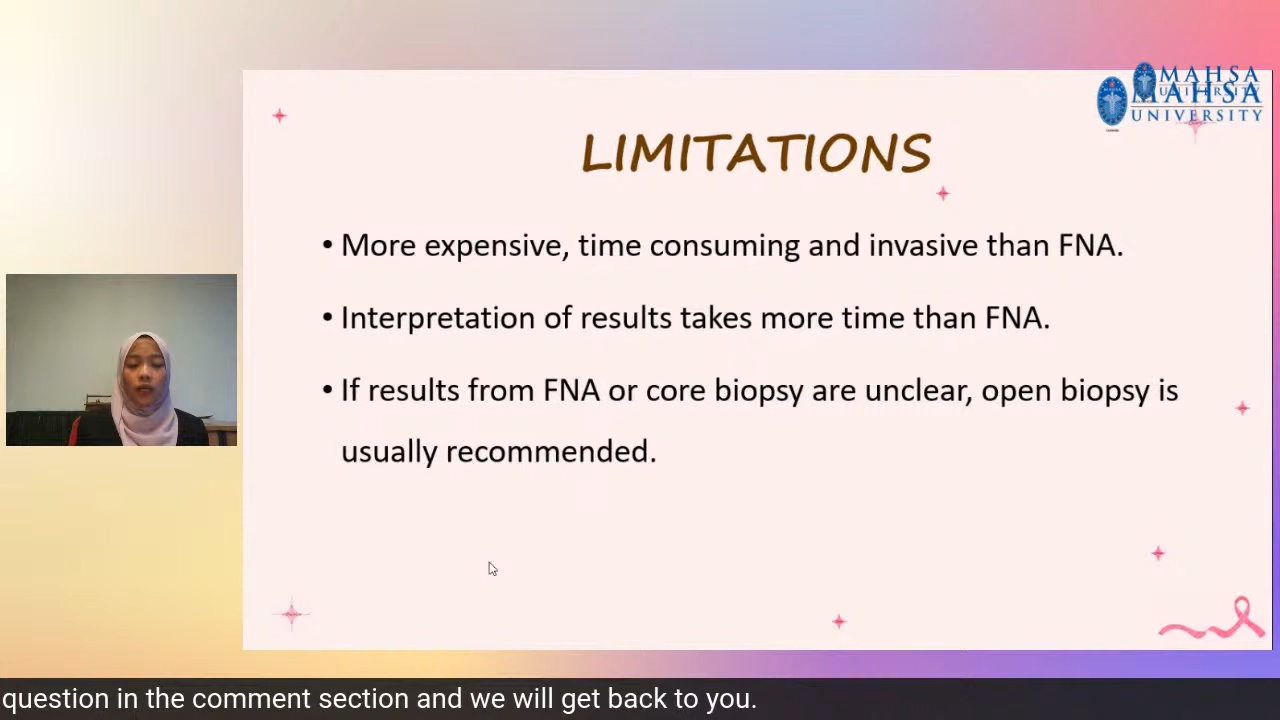 MAHSA
UNIVERSITY
MAHSA
UNIVERSITY
LIMITATIONS
• More expensive, time consuming and invasive than FNA.
• Interpretation of results takes more time than FNA.
• If results from FNA or core biopsy are unclear, open biopsy is
usually recommended.
question in the comment section and we will get back to you.